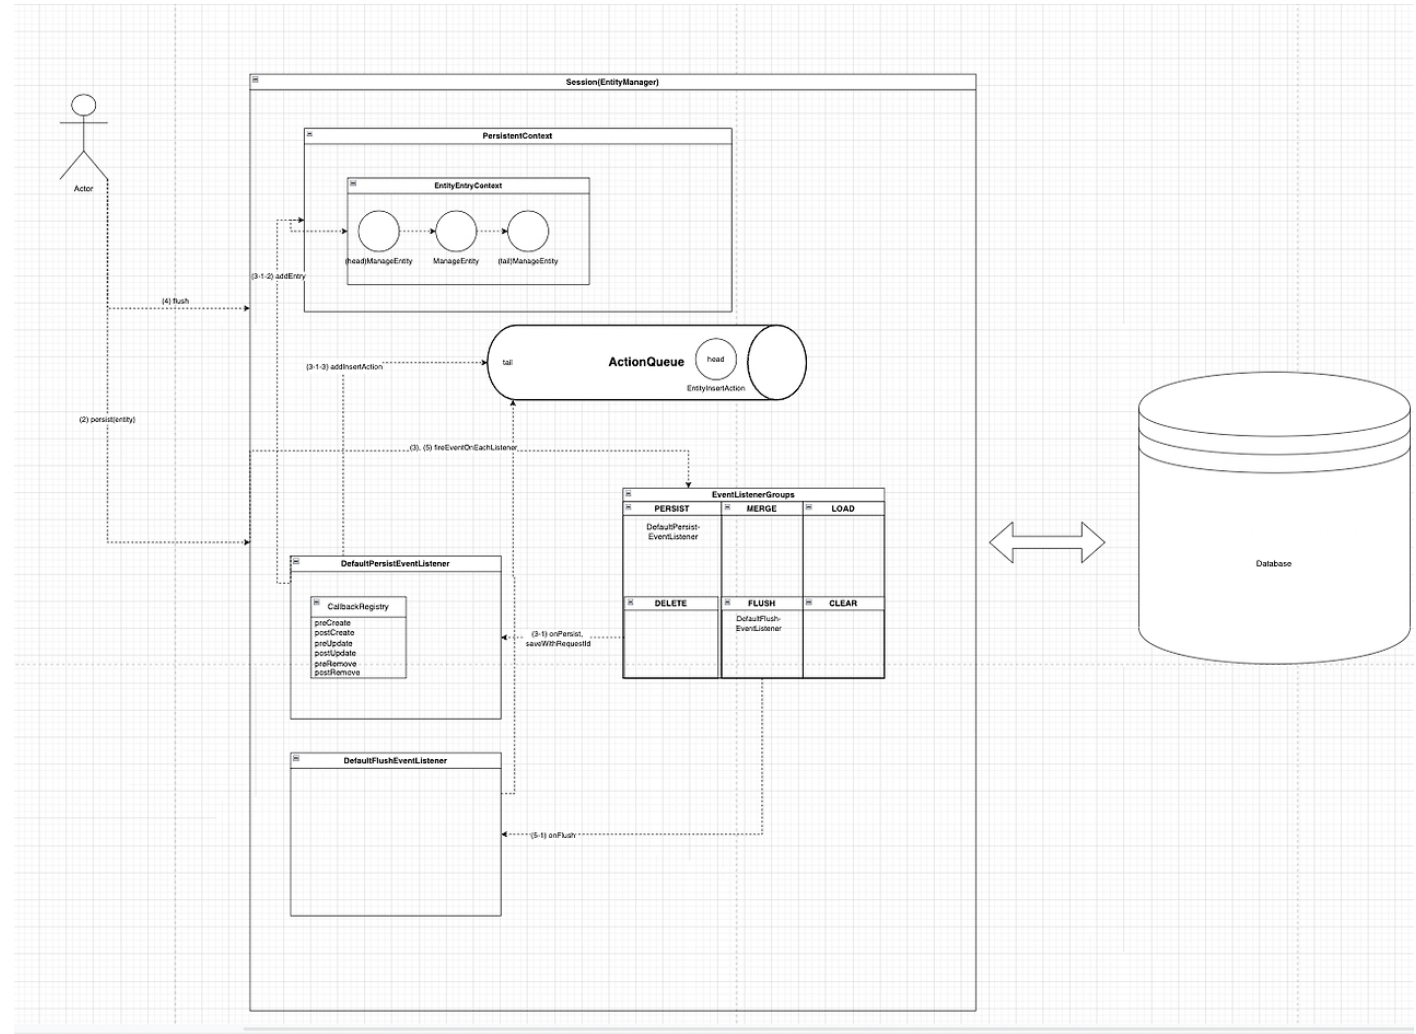 Session(EntityManager)
PersistentContext
Actor
EntityEntryContext
(head)ManageEntity
ManageEntity
(tail)ManageEntity
(3-1-2) addEntry
(4) flush
tail
ActionQueue
head
EntityInsertAction
(3-1-3) addInsertAction
(2) persist(entity)
(3), (5) fireEventOnEachListener
EventListenerGroups
PERSIST
MERGE
LOAD
DefaultPersist-
EventListener
DefaultPersistEventListener
Database
CallbackRegistry
preCreate
postCreate
preUpdate
postUpdate
preRemove
postRemove
DELETE
FLUSH
CLEAR
DefaultFlush-
EventListener
(3-1) onPersist,
saveWithRequestId
DefaultFlushEventListener
(5-1) onFlush